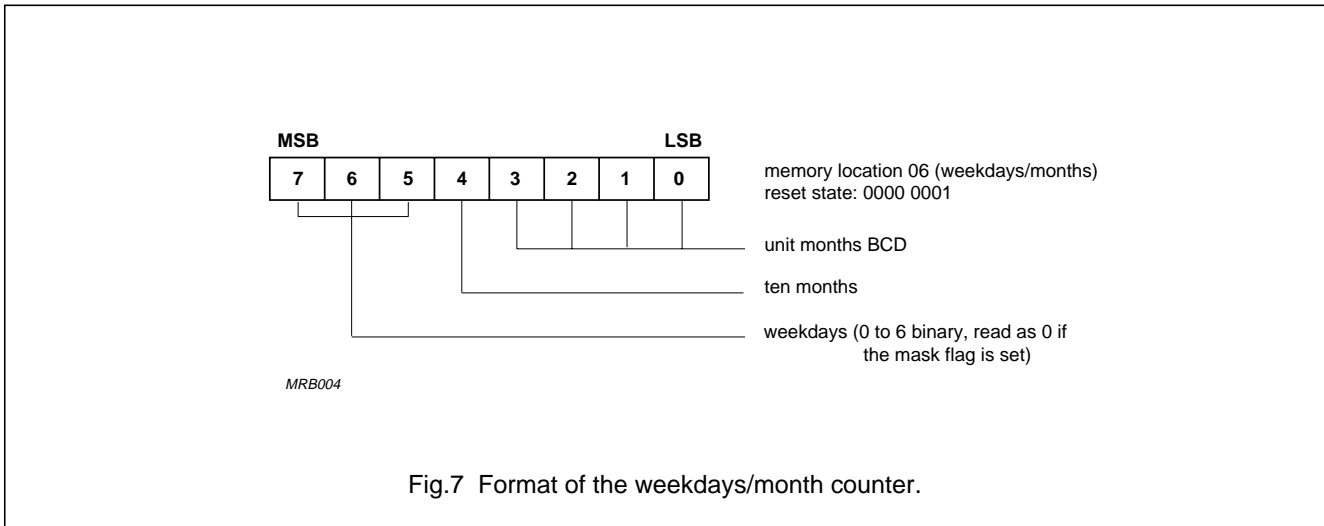 MSB LSB
7 6 5 4 3 2 1 0
memory location 06 (weekdays/months)
reset state: 0000 0001
unit months BCD
ten months
weekdays (0 to 6 binary, read as 0 if
the mask flag is set)
MRB004
Fig.7 Format of the weekdays/month counter.